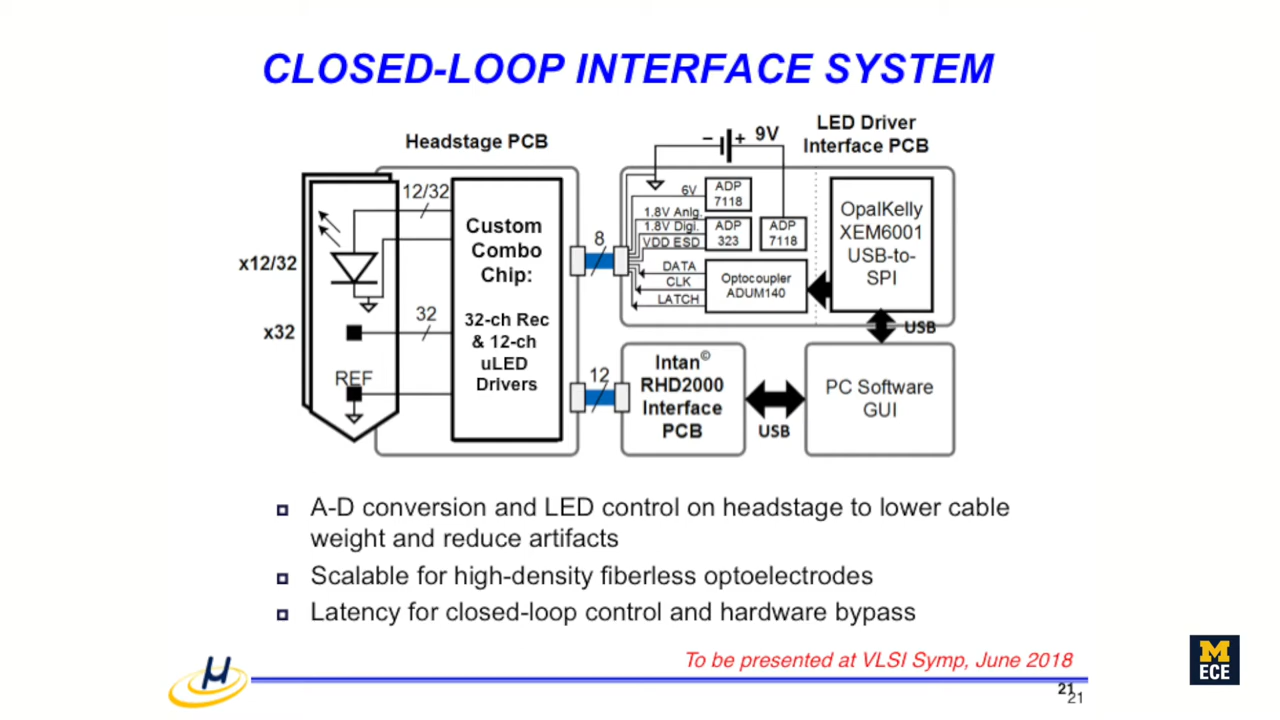 CLOSED-LOOP INTERFACE SYSTEM
Headstage PCB
LED Driver
Interface PCB
− + 9V
12/32
x12/32
x32
32
REF
Custom
Combo
Chip:
32-ch Rec
& 12-ch
uLED
Drivers
8
12
6V
1.8V Anlg.
1.8V Digi.
VDD ESD
DATA
CLK
LATCH
ADP
7118
ADP
323
ADP
7118
Optocoupler
ADUM140
OpalKelly
XEM6001
USB-to-
SPI
USB
Intan©
RHD2000
Interface
PCB
USB
PC Software
GUI
A-D conversion and LED control on headstage to lower cable
weight and reduce artifacts
Scalable for high-density fiberless optoelectrodes
Latency for closed-loop control and hardware bypass
To be presented at VLSI Symp, June 2018
21
21
μ
M
ECE